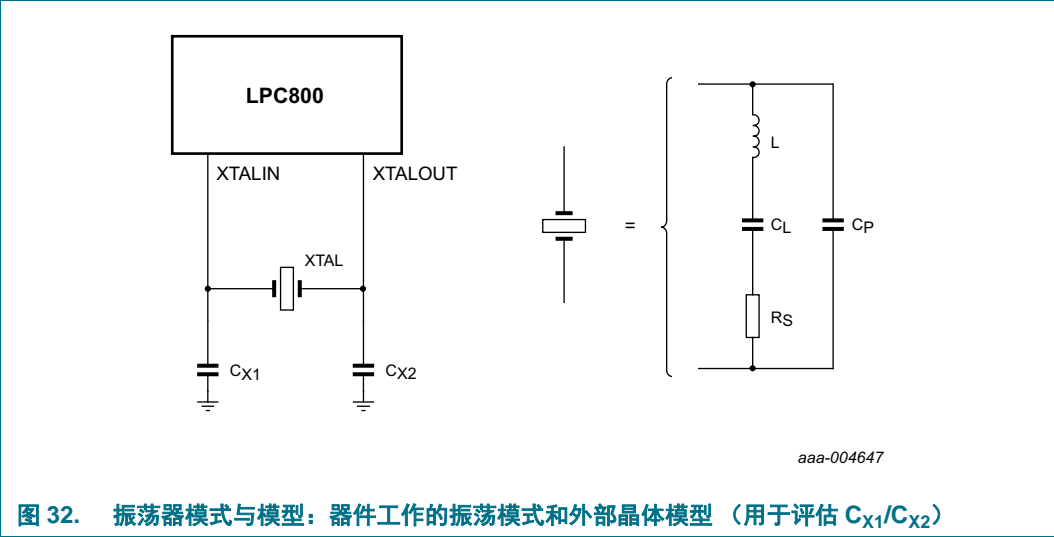 LPC800
XTALIN
XTALOUT
XTAL
CX1
CX2
=
L
CL
CP
RS
aaa-004647
图 32. 振荡器模式与模型：器件工作的振荡模式和外部晶体模型 （用于评估 CX1/CX2）